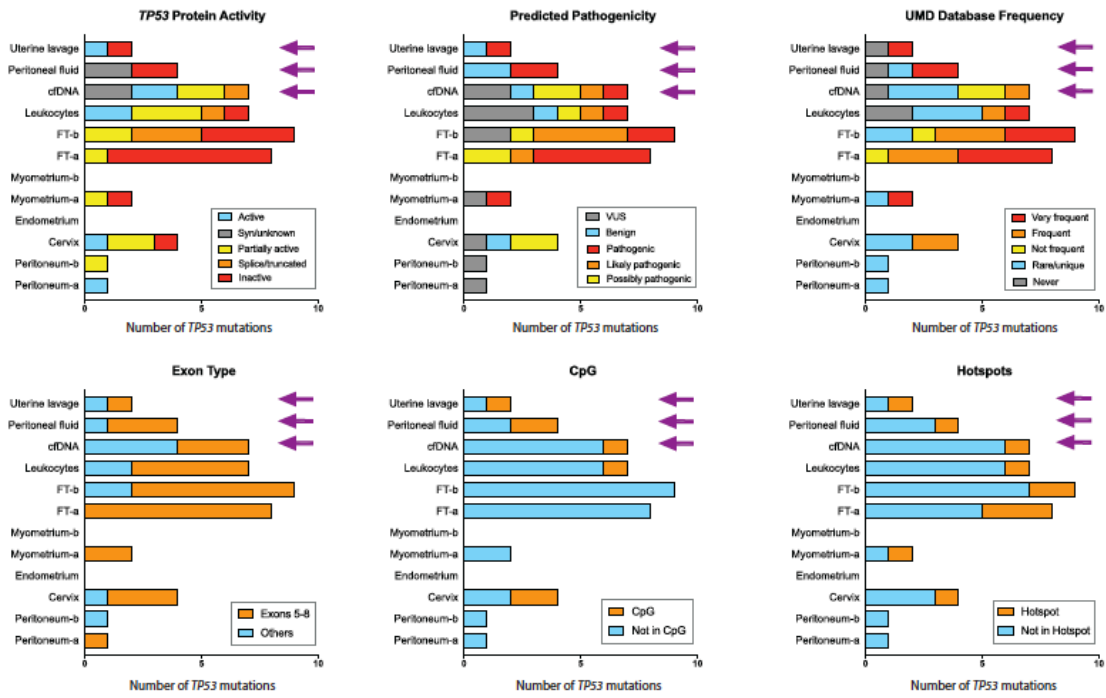 TP53 Protein Activity
Uterine lavage
Peritoneal fluid
cfDNA
Leukocytes
FT-b
FT-a
Myometrium-b
Myometrium-a
Endometrium
Cervix
Peritoneum-b
Peritoneum-a
Active
Syn/unknown
Partially active
Splice/truncated
Inactive
0 5 10
Number of TP53 mutations
Predicted Pathogenicity
Uterine lavage
Peritoneal fluid
cfDNA
Leukocytes
FT-b
FT-a
Myometrium-b
Myometrium-a
Endometrium
Cervix
Peritoneum-b
Peritoneum-a
VUS
Benign
Pathogenic
Likely pathogenic
Possibly pathogenic
0 5 10
Number of TP53 mutations
UMD Database Frequency
Uterine lavage
Peritoneal fluid
cfDNA
Leukocytes
FT-b
FT-a
Myometrium-b
Myometrium-a
Endometrium
Cervix
Peritoneum-b
Peritoneum-a
Very frequent
Frequent
Not frequent
Rare/unique
Never
0 5 10
Number of TP53 mutations
Exon Type
Uterine lavage
Peritoneal fluid
cfDNA
Leukocytes
FT-b
FT-a
Myometrium-b
Myometrium-a
Endometrium
Cervix
Peritoneum-b
Peritoneum-a
Exons 5-8
Others
0 5 10
Number of TP53 mutations
CpG
Uterine lavage
Peritoneal fluid
cfDNA
Leukocytes
FT-b
FT-a
Myometrium-b
Myometrium-a
Endometrium
Cervix
Peritoneum-b
Peritoneum-a
CpG
Not in CpG
0 5 10
Number of TP53 mutations
Hotspots
Uterine lavage
Peritoneal fluid
cfDNA
Leukocytes
FT-b
FT-a
Myometrium-b
Myometrium-a
Endometrium
Cervix
Peritoneum-b
Peritoneum-a
Hotspot
Not in Hotspot
0 5 10
Number of TP53 mutations